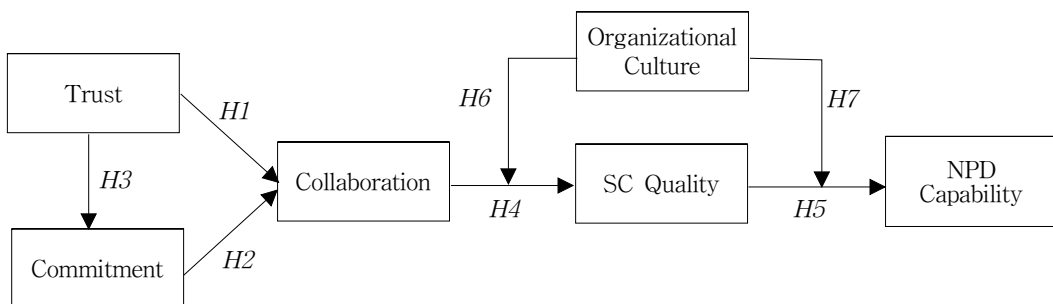 Organizational
Culture
Trust
H1
H6
H7
H3
Collaboration
SC Quality
NPD
Capability
H4
H5
Commitment
H2